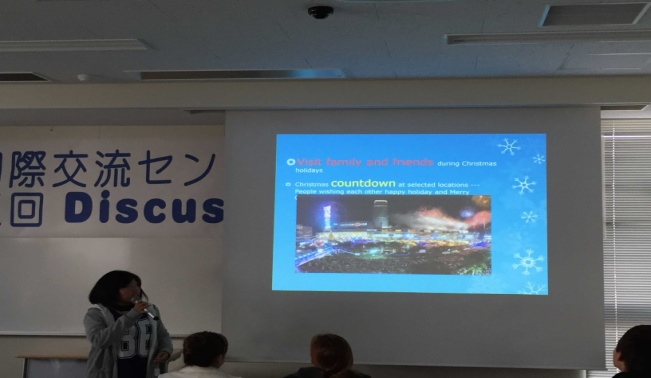 際交流セン
回 Discus
Visit family and friends during Christmas
holidays
Christmas countdown at selected locations ---
People wishing each other happy holiday and Merry